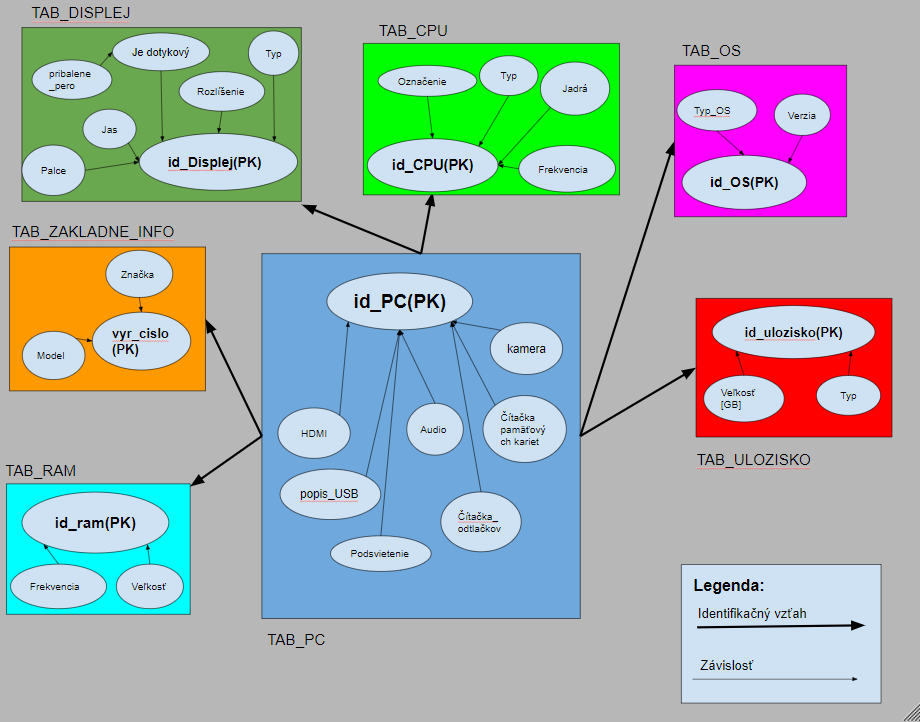 TAB_DISPLEJ
pribalene
_pero
Je dotykový
Typ
Rozlíšenie
Jas
Palce
id_Displej(PK)
TAB_CPU
Označenie
Typ
Jadrá
id_CPU(PK)
Frekvencia
TAB_OS
Typ_OS
Verzia
id_OS(PK)
TAB_ZAKLADNE_INFO
Značka
Model
vyr_cislo
(PK)
id_PC(PK)
kamera
HDMI
Audio
Čítačka
pamäťový
ch kariet
popis_USB
Čítačka_
odtlačkov
Podsvietenie
TAB_PC
id_ulozisko(PK)
Veľkosť
[GB]
Typ
TAB_ULOZISKO
TAB_RAM
id_ram(PK)
Frekvencia
Veľkosť
Legenda:
Identifikačný vzťah
Závislosť